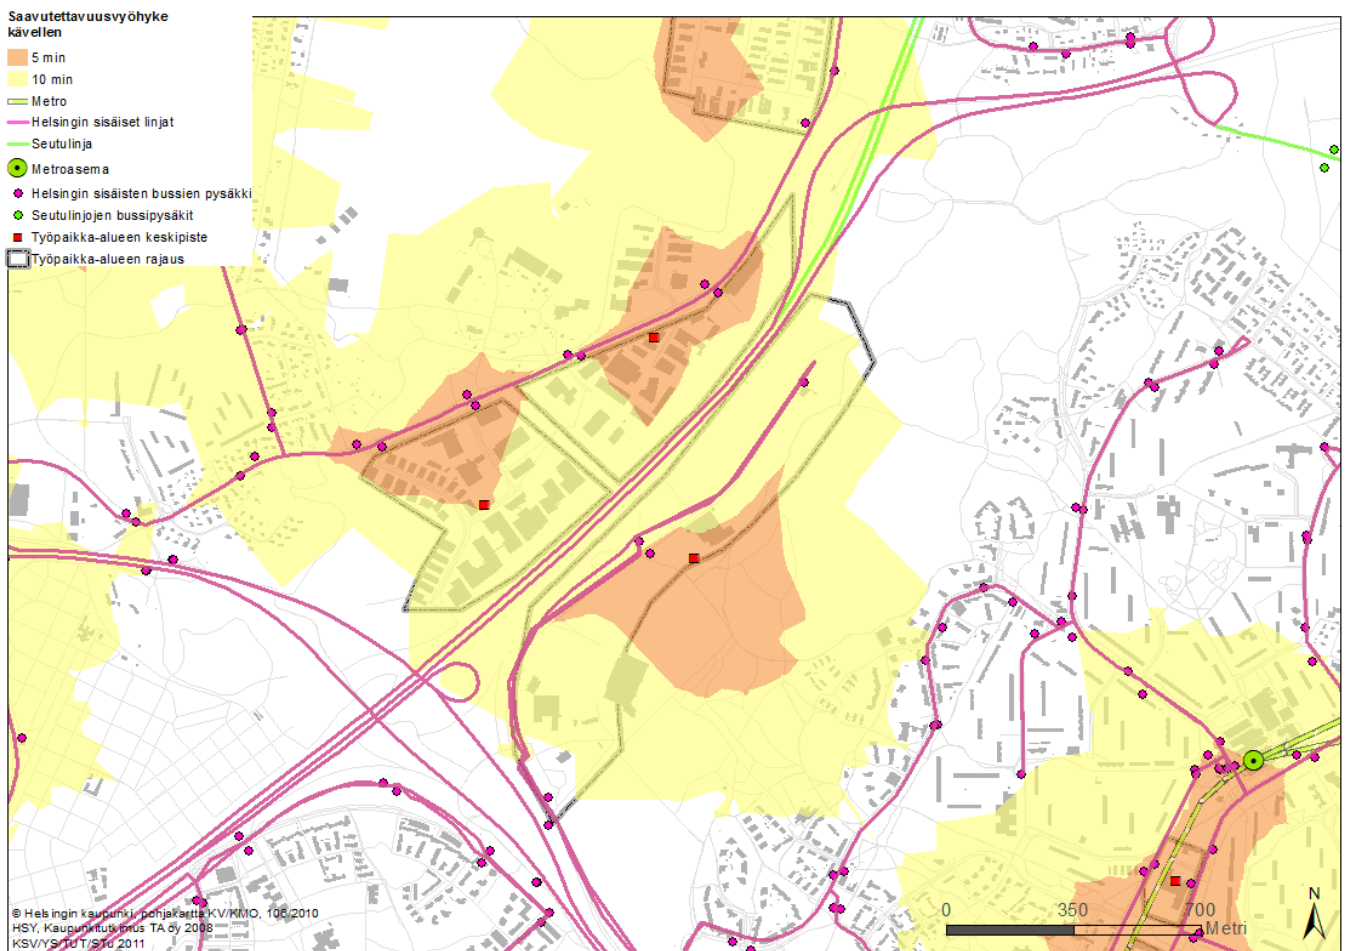 Saavutettavuusvyöhyke
kävellen
5 min
10 min
Metro
Helsingin sisäiset linjat
Seutulinja
Metroasema
Helsingin sisäisten bussien pysäkki
Seutulinjojen bussipysäkit
Työpaikka-alueen keskipiste
Työpaikka-alueen rajaus
© Helsingin kaupunki, pohjakartta KV/KMO, 106/2010
HSY, Kaupunkitutkimus TA oy 2008
KSV/YS/TUT/STu 2011
0 350 700
Metri
N